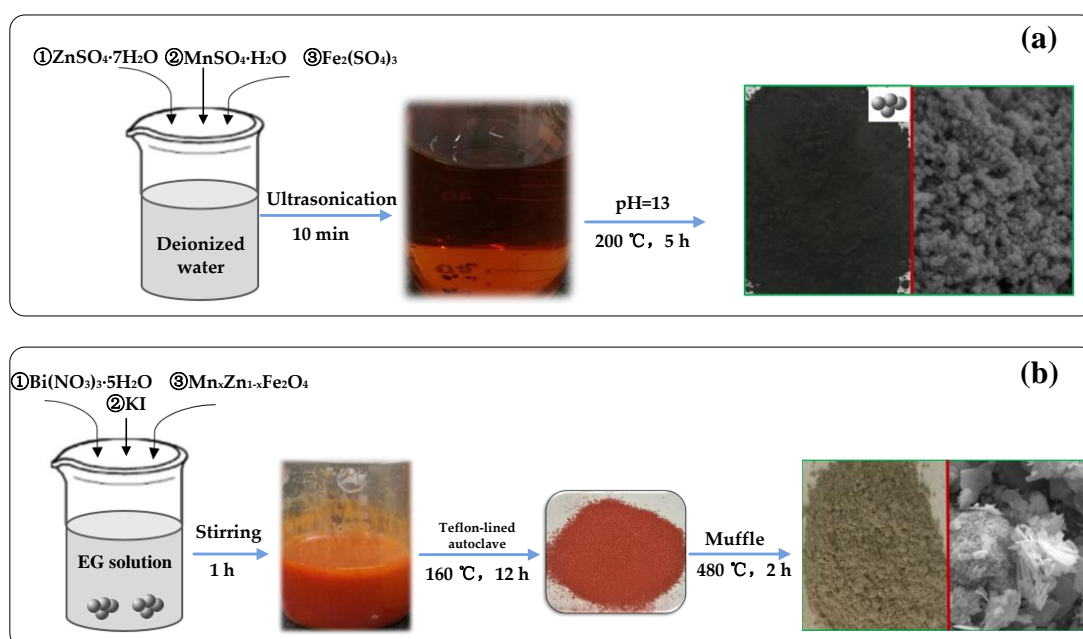 (a)
①ZnSO₄·7H₂O ②MnSO₄·H₂O ③Fe₂(SO₄)₃
Deionized
water
Ultrasonication
10 min
pH=13
200 ℃，5 h
(b)
①Bi(NO₃)₃·5H₂O ③MnₓZn₁₋ₓFe₂O₄
②KI
EG solution
Stirring
1 h
Teflon-lined
autoclave
160 ℃，12 h
Muffle
480 ℃，2 h